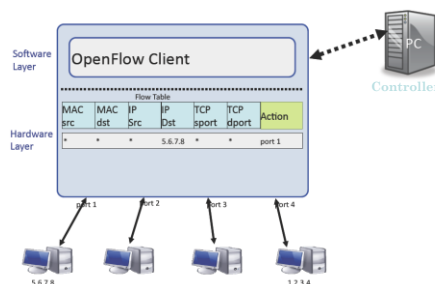 Software
Layer
OpenFlow Client
PC
Controller
Flow Table
MAC src
MAC dst
IP Src
IP Dst
TCP sport
TCP dport
Action
Hardware
Layer
* * * 5.6.7.8 * * port 1
port 1 port 2 port 3 port 4
5.6.7.8 1.2.3.4